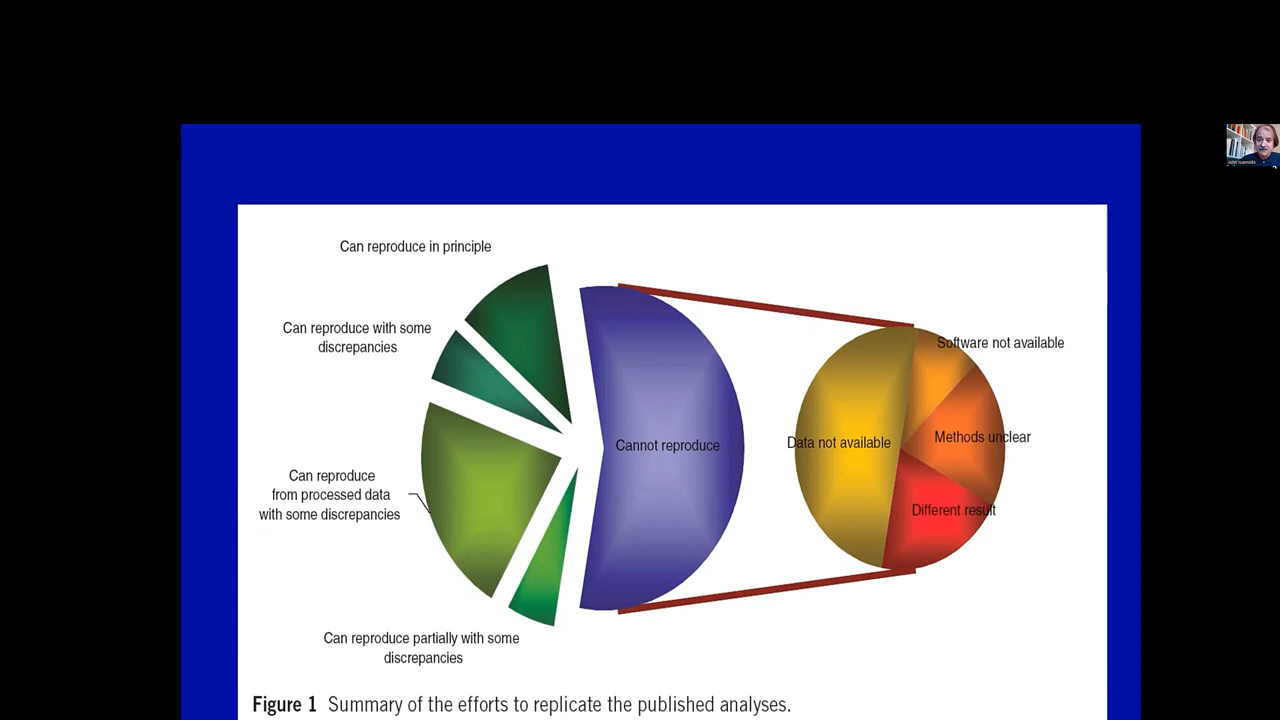 Can reproduce in principle
Can reproduce with some
discrepancies
Can reproduce
from processed data
with some discrepancies
Can reproduce partially with some
discrepancies
Cannot reproduce
Data not available
Software not available
Methods unclear
Different result
Figure 1 Summary of the efforts to replicate the published analyses.
John Ioannidis